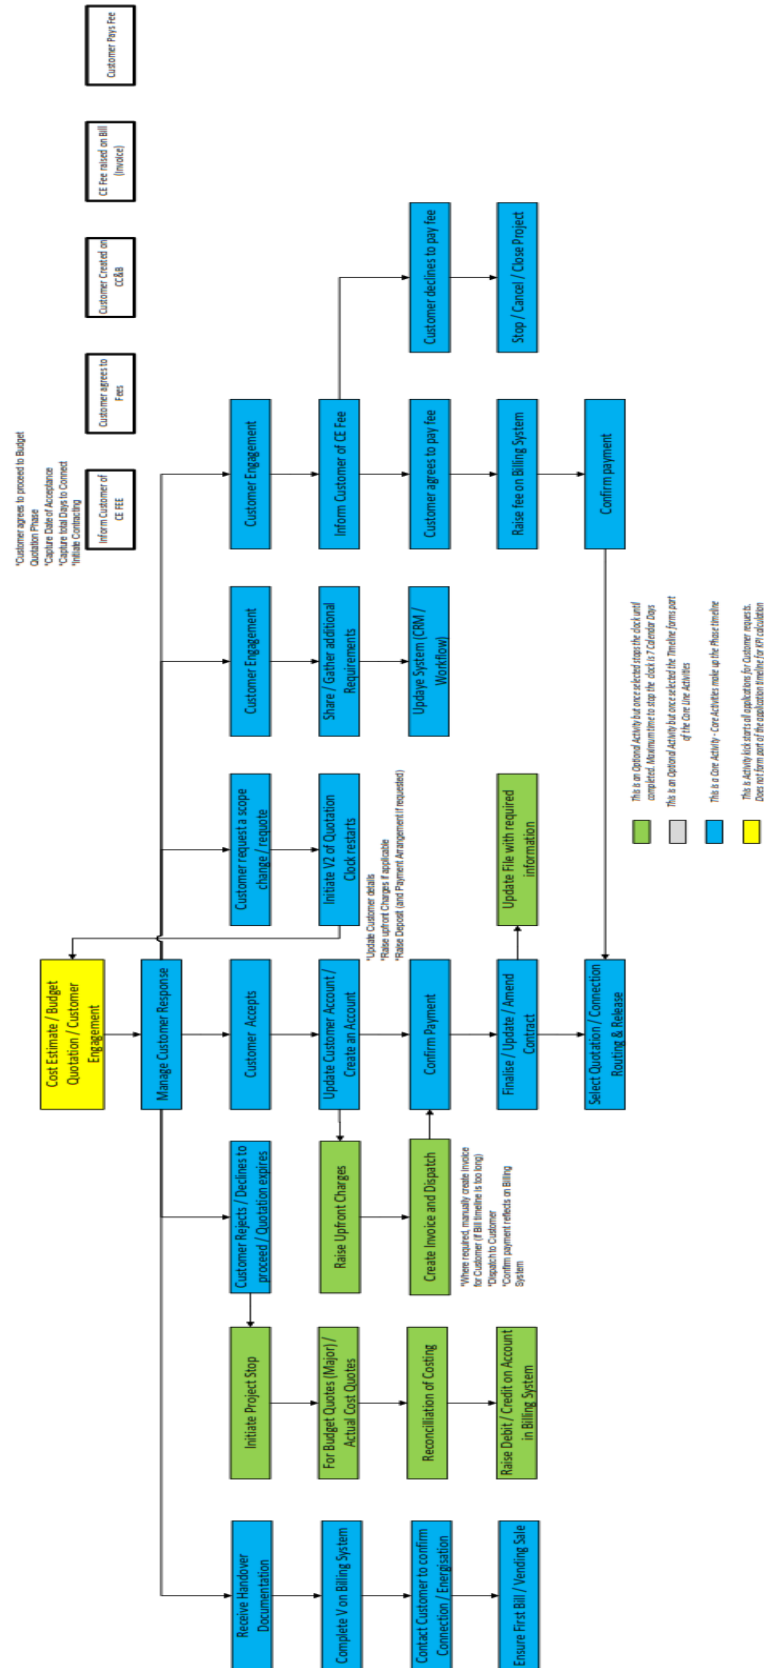 *Customer agrees to proceed to Budget
Quotation Phase
*Capture Date of Acceptance
*Capture total Days to Connect
*Initiate Contracting
Inform Customer of
CE FEE
Customer agrees to
Fees
Customer Created on
CC&B
CE Fee raised on Bill
(Invoice)
Customer Pays Fee
Cost Estimate / Budget
Quotation / Customer
Engagement
Manage Customer Response
Receive Handover
Documentation
Complete V on Billing System
Contact Customer to confirm
Connection / Energisation
Ensure First Bill / Vending Sale
Customer Rejects / Declines to
proceed / Quotation expires
Initiate Project Stop
For Budget Quotes (Major) /
Actual Cost Quotes
Reconcilliation of Costing
Raise Debit / Credit on Account
in Billing System
Customer Accepts
Update Customer Account /
Create an Account
*Update Customer details
*Raise upfront Charges if applicable
*Raise Deposit (and Payment Arrangement if requested)
Raise Upfront Charges
Create Invoice and Dispatch
*Where required, manually create Invoice
for Customer (if Bill timeline is too long)
*Dispatch to Customer
*Confirm payment reflects on Billing
System
Confirm Payment
Finalise / Update / Amend
Contract
Update File with required
information
Select Quotation / Connection
Routing & Release
Customer request a scope
change / requote
Initiate V2 of Quotation
Clock restarts
Customer Engagement
Share / Gather additional
Requirements
Updaye System (CRM /
Workflow)
Customer Engagement
Inform Customer of CE Fee
Customer agrees to pay fee
Raise fee on Billing System
Confirm payment
Customer declines to pay fee
Stop / Cancel / Close Project
This is an Optional Activity but once selected stops the clock until
completed. Maximum time to stop the clock is 7 Calendar Days
This is an Optional Activity but once selected the Timeline forms part
of the Core Line Activities
This is a Core Activity - Core Activities make up the Phase timeline
This is Activity kick starts all applications for Customer requests.
Does not form part of the application timeline for KPI calculation